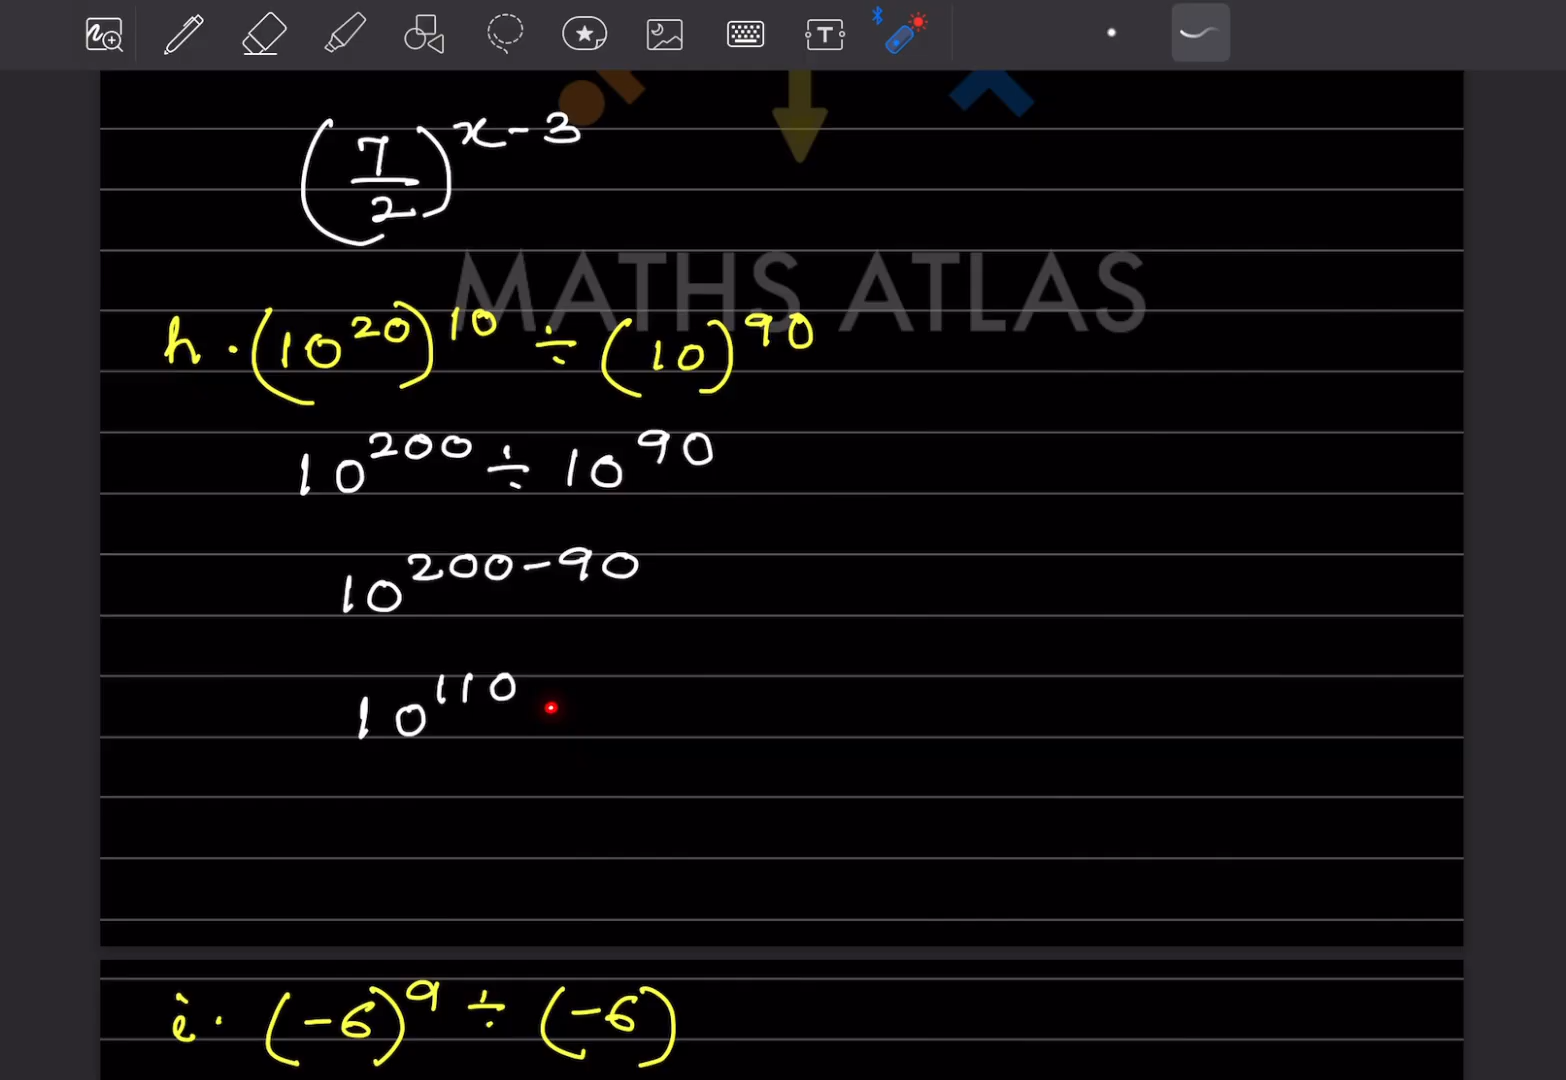 (7/2)^(x-3)
MATHS ATLAS
h. (10^20)^10 ÷ (10)^90
10^200 ÷ 10^90
10^(200-90)
10^110
i. (-6)^9 ÷ (-6)